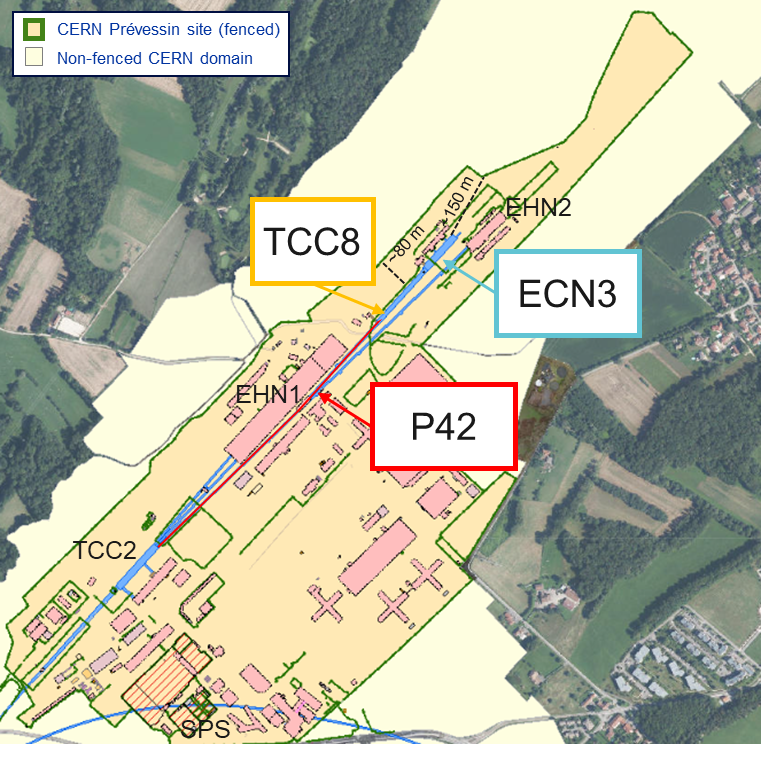 CERN Prévessin site (fenced)
Non-fenced CERN domain
~150 m
EHN2
~80 m
TCC8
ECN3
EHN1
P42
TCC2
SPS